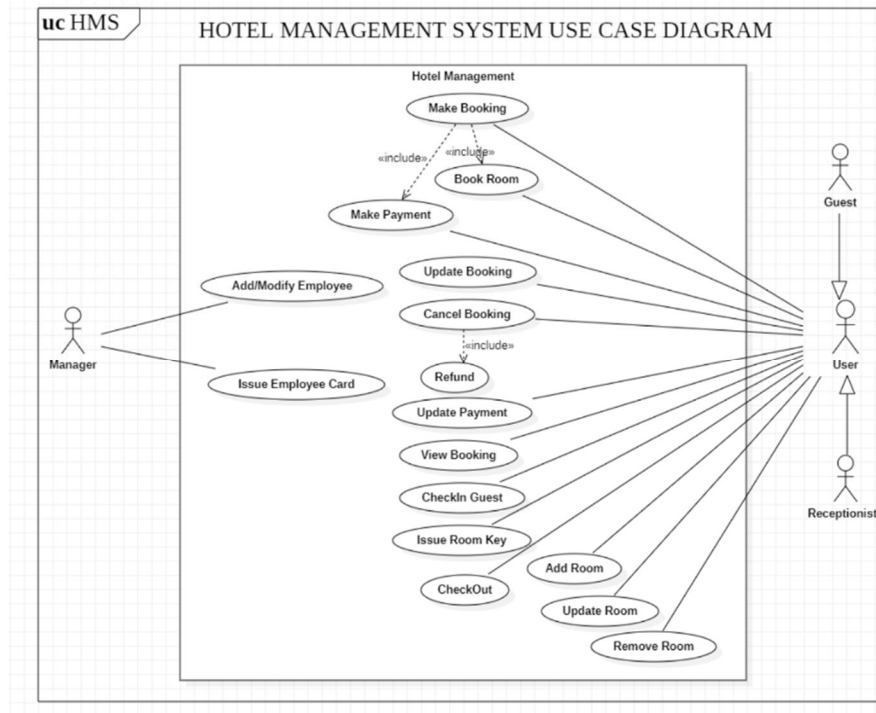 uc HMS
HOTEL MANAGEMENT SYSTEM USE CASE DIAGRAM
Hotel Management
Make Booking
«include»
«include»
Book Room
Make Payment
Guest
Update Booking
Add/Modify Employee
Cancel Booking
«include»
Manager
User
Refund
Issue Employee Card
Update Payment
View Booking
CheckIn Guest
Receptionist
Issue Room Key
Add Room
CheckOut
Update Room
Remove Room